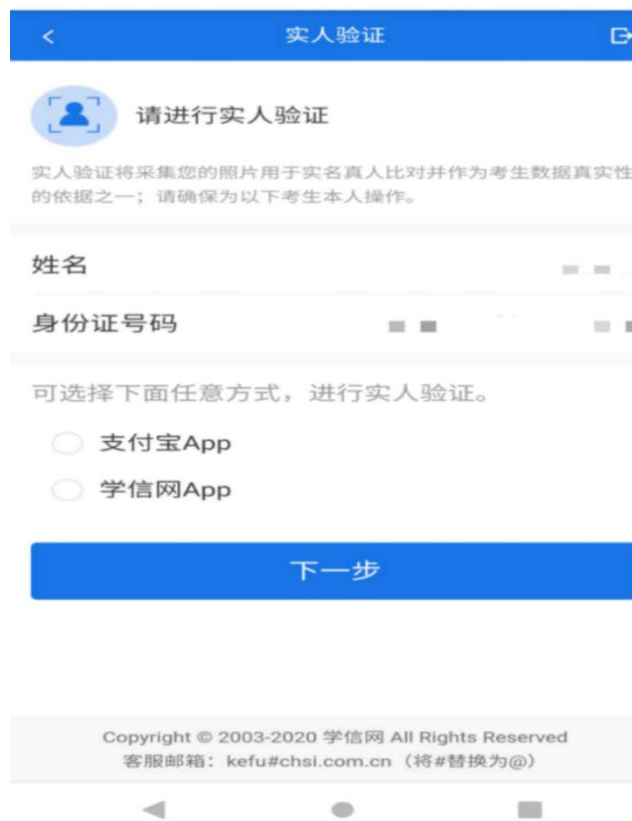 实人验证
请进行实人验证
实人验证将采集您的照片用于实名真人比对并作为考生数据真实性
的依据之一；请确保为以下考生本人操作。
姓名
身份证号码
可选择下面任意方式，进行实人验证。
支付宝App
学信网App
下一步
Copyright © 2003-2020 学信网 All Rights Reserved
客服邮箱：kefu#chsi.com.cn（将#替换为@）